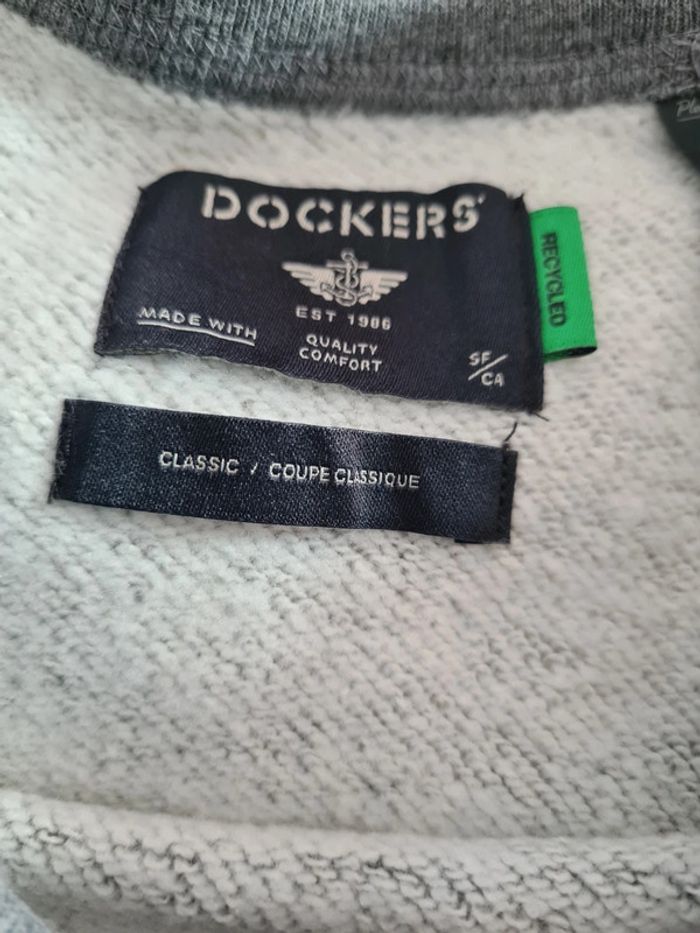 DOCKERS
EST 1986
MADE WITH
QUALITY
COMFORT
SF/CA
RECYCLED
CLASSIC / COUPE CLASSIQUE